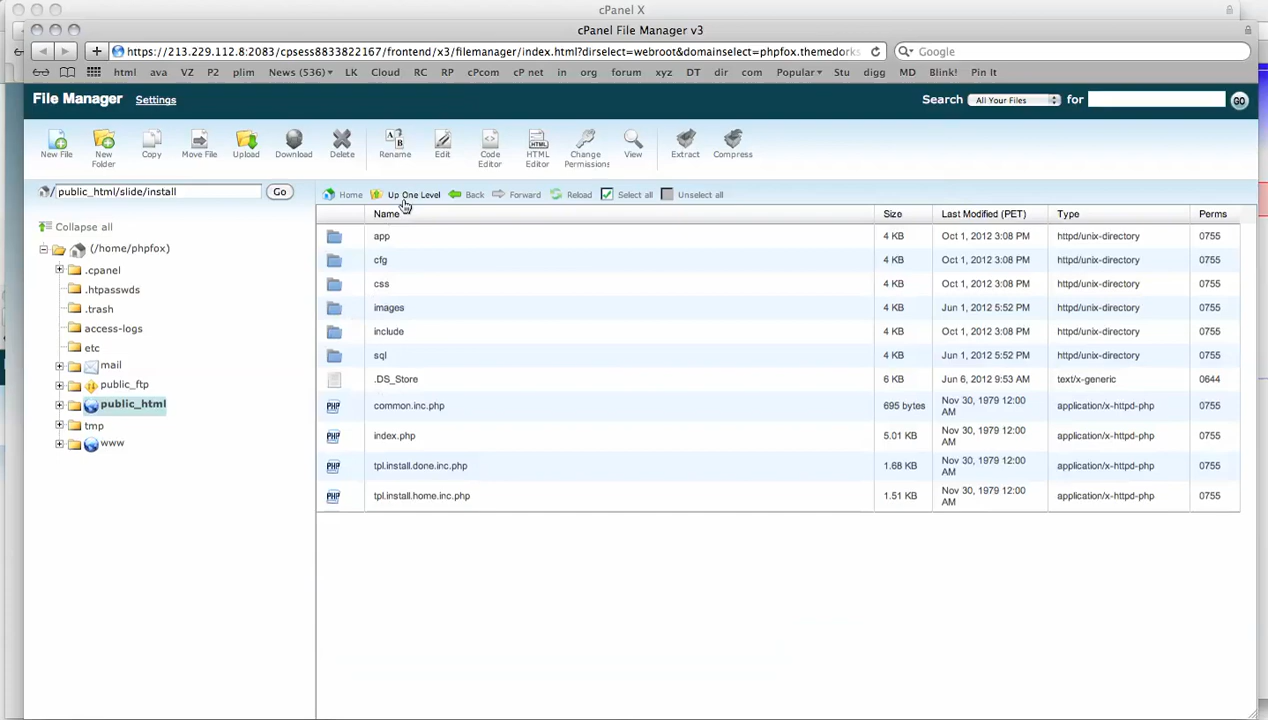 cPanel X
cPanel File Manager v3
https://213.229.112.8:2083/cpsess8833822167/frontend/x3/filemanager/index.html?dirselect=webroot&domainselect=phpfox.themedorks
Google
html ava VZ P2 plim News (536) LK Cloud RC RP cPcom cP net in org forum xyz DT dir com Popular Stu digg MD Blink! Pin It
File Manager Settings
Search All Your Files for GO
New File New Folder Copy Move File Upload Download Delete Rename Edit Code Editor HTML Editor Change Permissions View Extract Compress
/ public_html/slide/install Go
Home Up One Level Back Forward Reload Select all Unselect all
Collapse all
(/home/phpfox)
.cpanel
.htpasswds
.trash
access-logs
etc
mail
public_ftp
public_html
tmp
www
Name Size Last Modified (PET) Type Perms
app 4 KB Oct 1, 2012 3:08 PM httpd/unix-directory 0755
cfg 4 KB Oct 1, 2012 3:08 PM httpd/unix-directory 0755
css 4 KB Oct 1, 2012 3:08 PM httpd/unix-directory 0755
images 4 KB Jun 1, 2012 5:52 PM httpd/unix-directory 0755
include 4 KB Oct 1, 2012 3:08 PM httpd/unix-directory 0755
sql 4 KB Jun 1, 2012 5:52 PM httpd/unix-directory 0755
.DS_Store 6 KB Jun 6, 2012 9:53 AM text/x-generic 0644
PHP common.inc.php 695 bytes Nov 30, 1979 12:00 AM application/x-httpd-php 0755
PHP index.php 5.01 KB Nov 30, 1979 12:00 AM application/x-httpd-php 0755
PHP tpl.install.done.inc.php 1.68 KB Nov 30, 1979 12:00 AM application/x-httpd-php 0755
PHP tpl.install.home.inc.php 1.51 KB Nov 30, 1979 12:00 AM application/x-httpd-php 0755